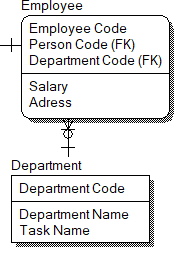 Employee
Employee Code
Person Code (FK)
Department Code (FK)
Salary
Adress
Department
Department Code
Department Name
Task Name